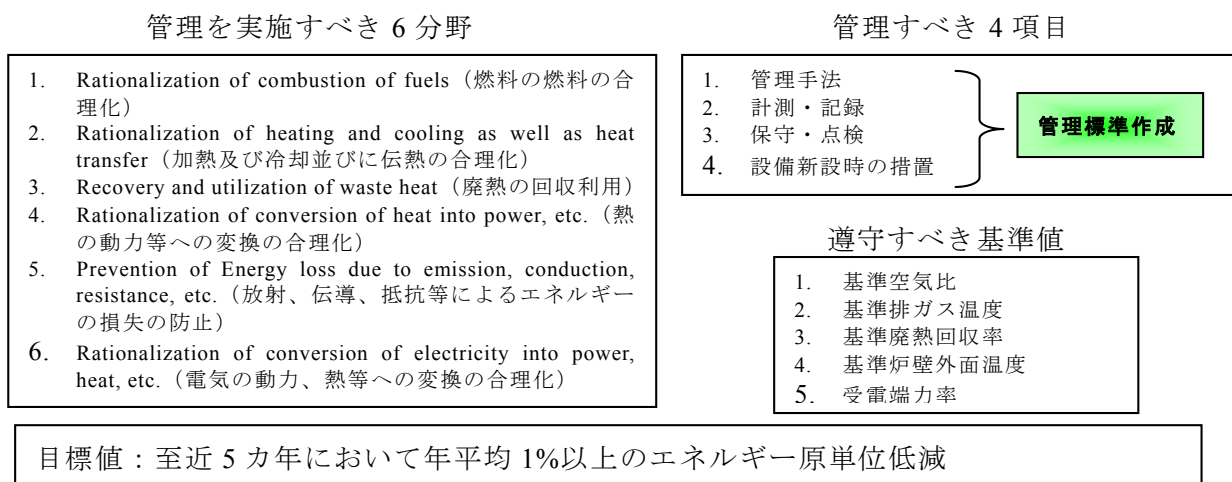 管理を実施すべき 6 分野
1. Rationalization of combustion of fuels（燃料の燃料の合
理化）
2. Rationalization of heating and cooling as well as heat
transfer（加熱及び冷却並びに伝熱の合理化）
3. Recovery and utilization of waste heat（廃熱の回収利用）
4. Rationalization of conversion of heat into power, etc.（熱
の動力等への変換の合理化）
5. Prevention of Energy loss due to emission, conduction,
resistance, etc.（放射、伝導、抵抗等によるエネルギー
の損失の防止）
6. Rationalization of conversion of electricity into power,
heat, etc.（電気の動力、熱等への変換の合理化）
管理すべき 4 項目
1. 管理手法
2. 計測・記録
3. 保守・点検
4. 設備新設時の措置
管理標準作成
遵守すべき基準値
1. 基準空気比
2. 基準排ガス温度
3. 基準廃熱回収率
4. 基準炉壁外面温度
5. 受電端力率
目標値：至近 5 カ年において年平均 1%以上のエネルギー原単位低減